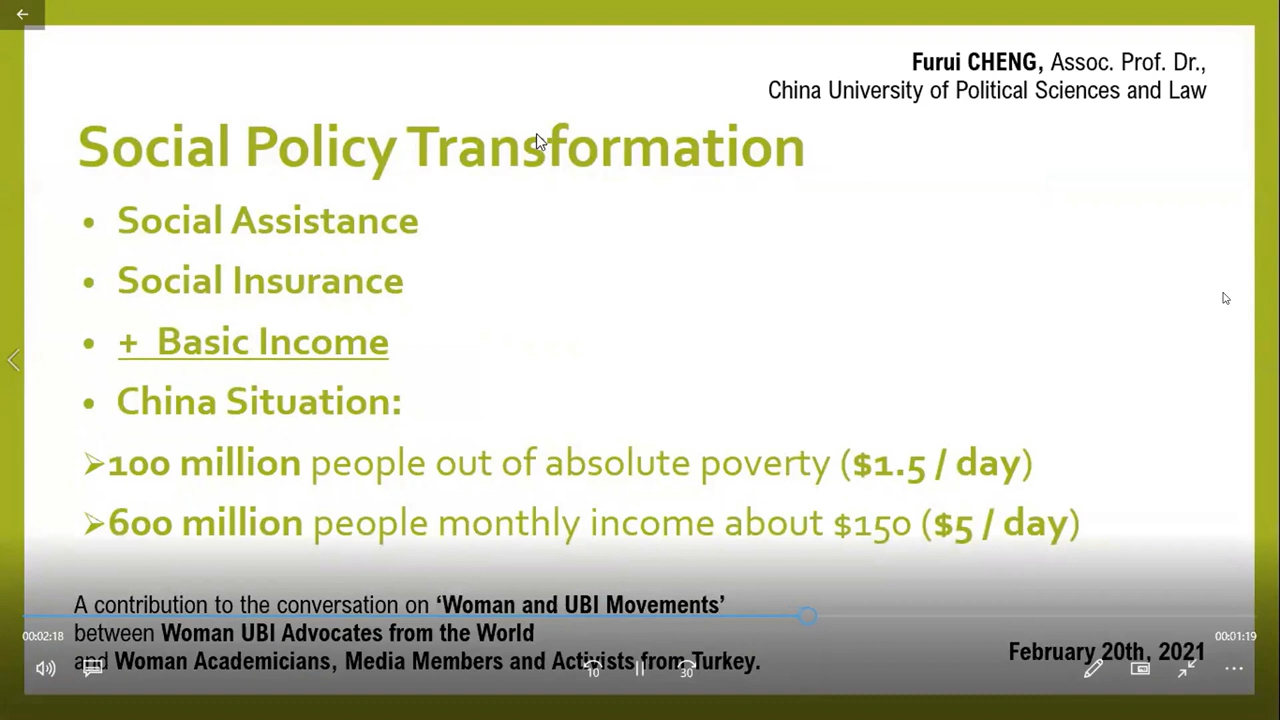 Furui CHENG, Assoc. Prof. Dr.,
China University of Political Sciences and Law
Social Policy Transformation
• Social Assistance
• Social Insurance
• + Basic Income
• China Situation:
➢100 million people out of absolute poverty ($1.5 / day)
➢600 million people monthly income about $150 ($5 / day)
A contribution to the conversation on ‘Woman and UBI Movements’
between Woman UBI Advocates from the World
00:02:18
00:01:19
and Woman Academicians, Media Members and Activists from Turkey.
February 20th, 2021
10
30